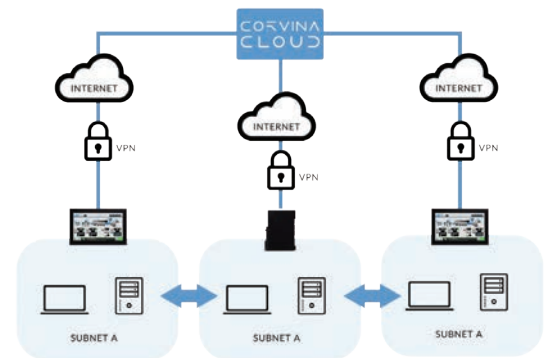 CORVINA
CLOUD
INTERNET
INTERNET
INTERNET
VPN
VPN
VPN
SUBNET A
SUBNET A
SUBNET A